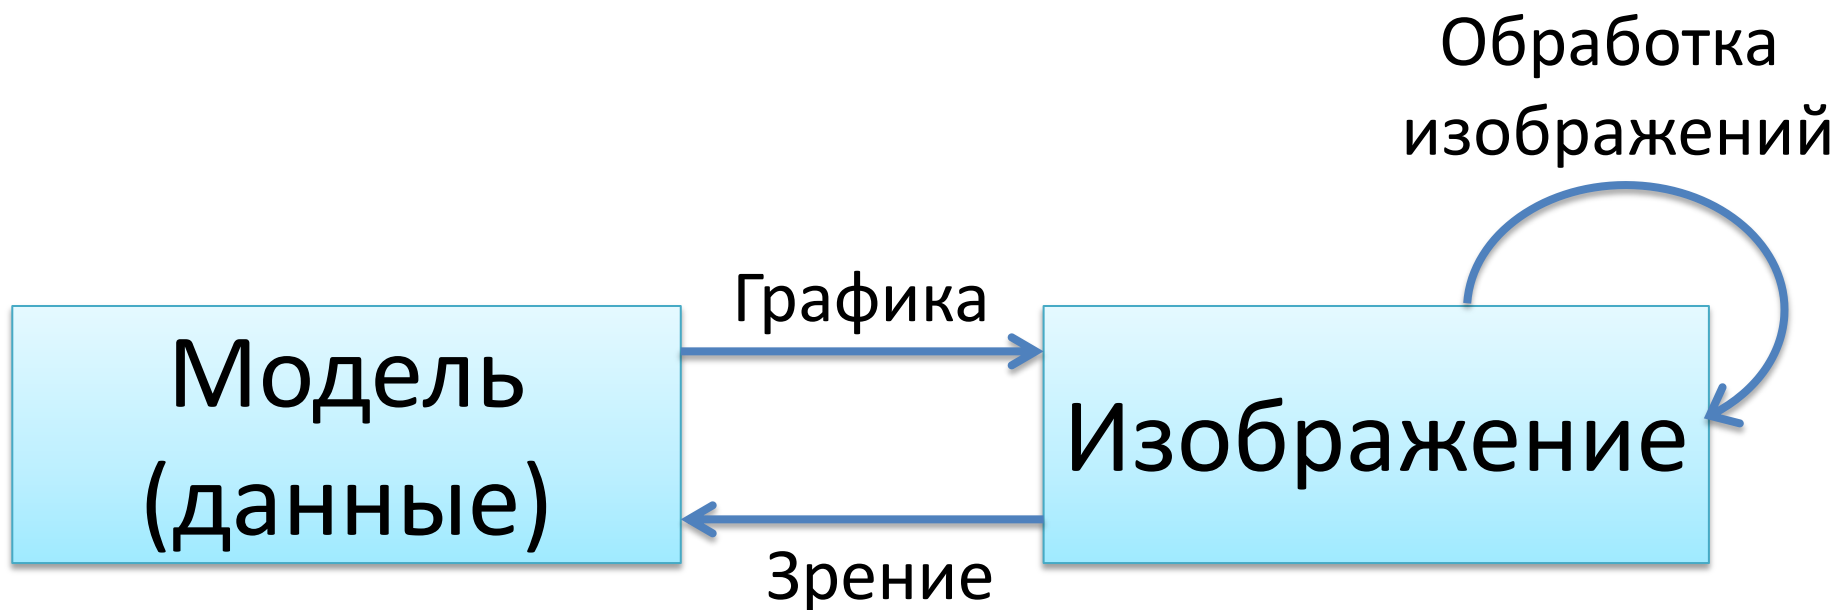 Обработка
изображений
Графика
Модель
(данные)
Изображение
Зрение